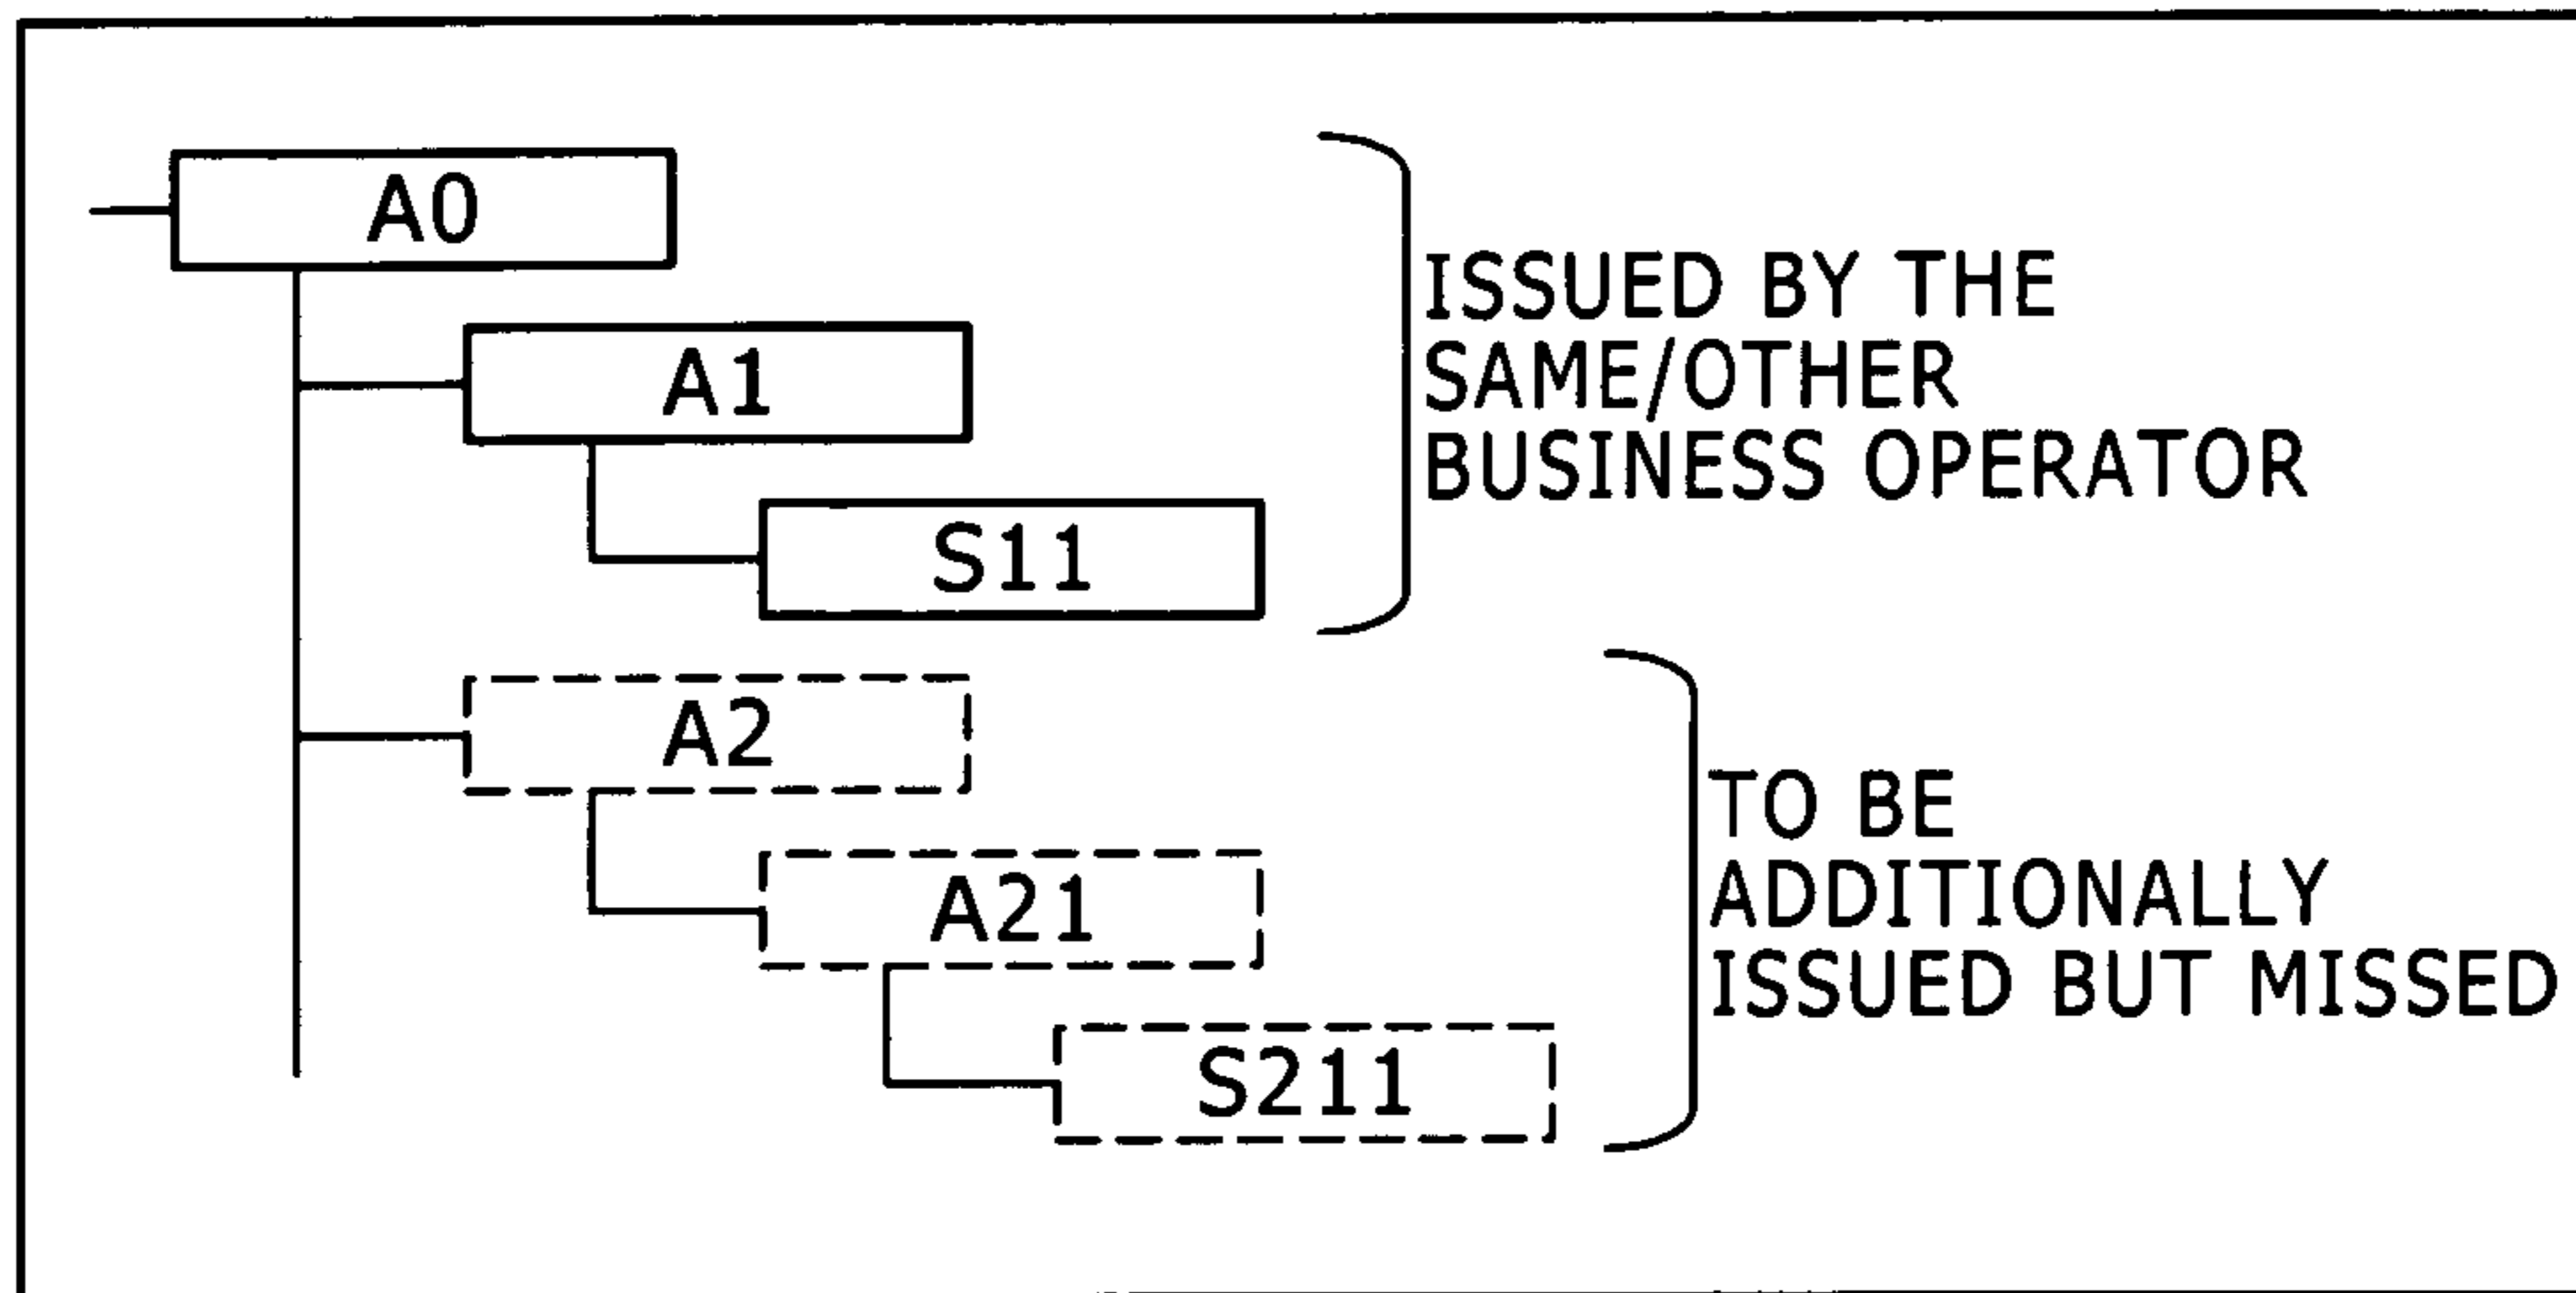 A0
A1
S11
ISSUED BY THE
SAME/OTHER
BUSINESS OPERATOR
A2
A21
S211
TO BE
ADDITIONALLY
ISSUED BUT MISSED